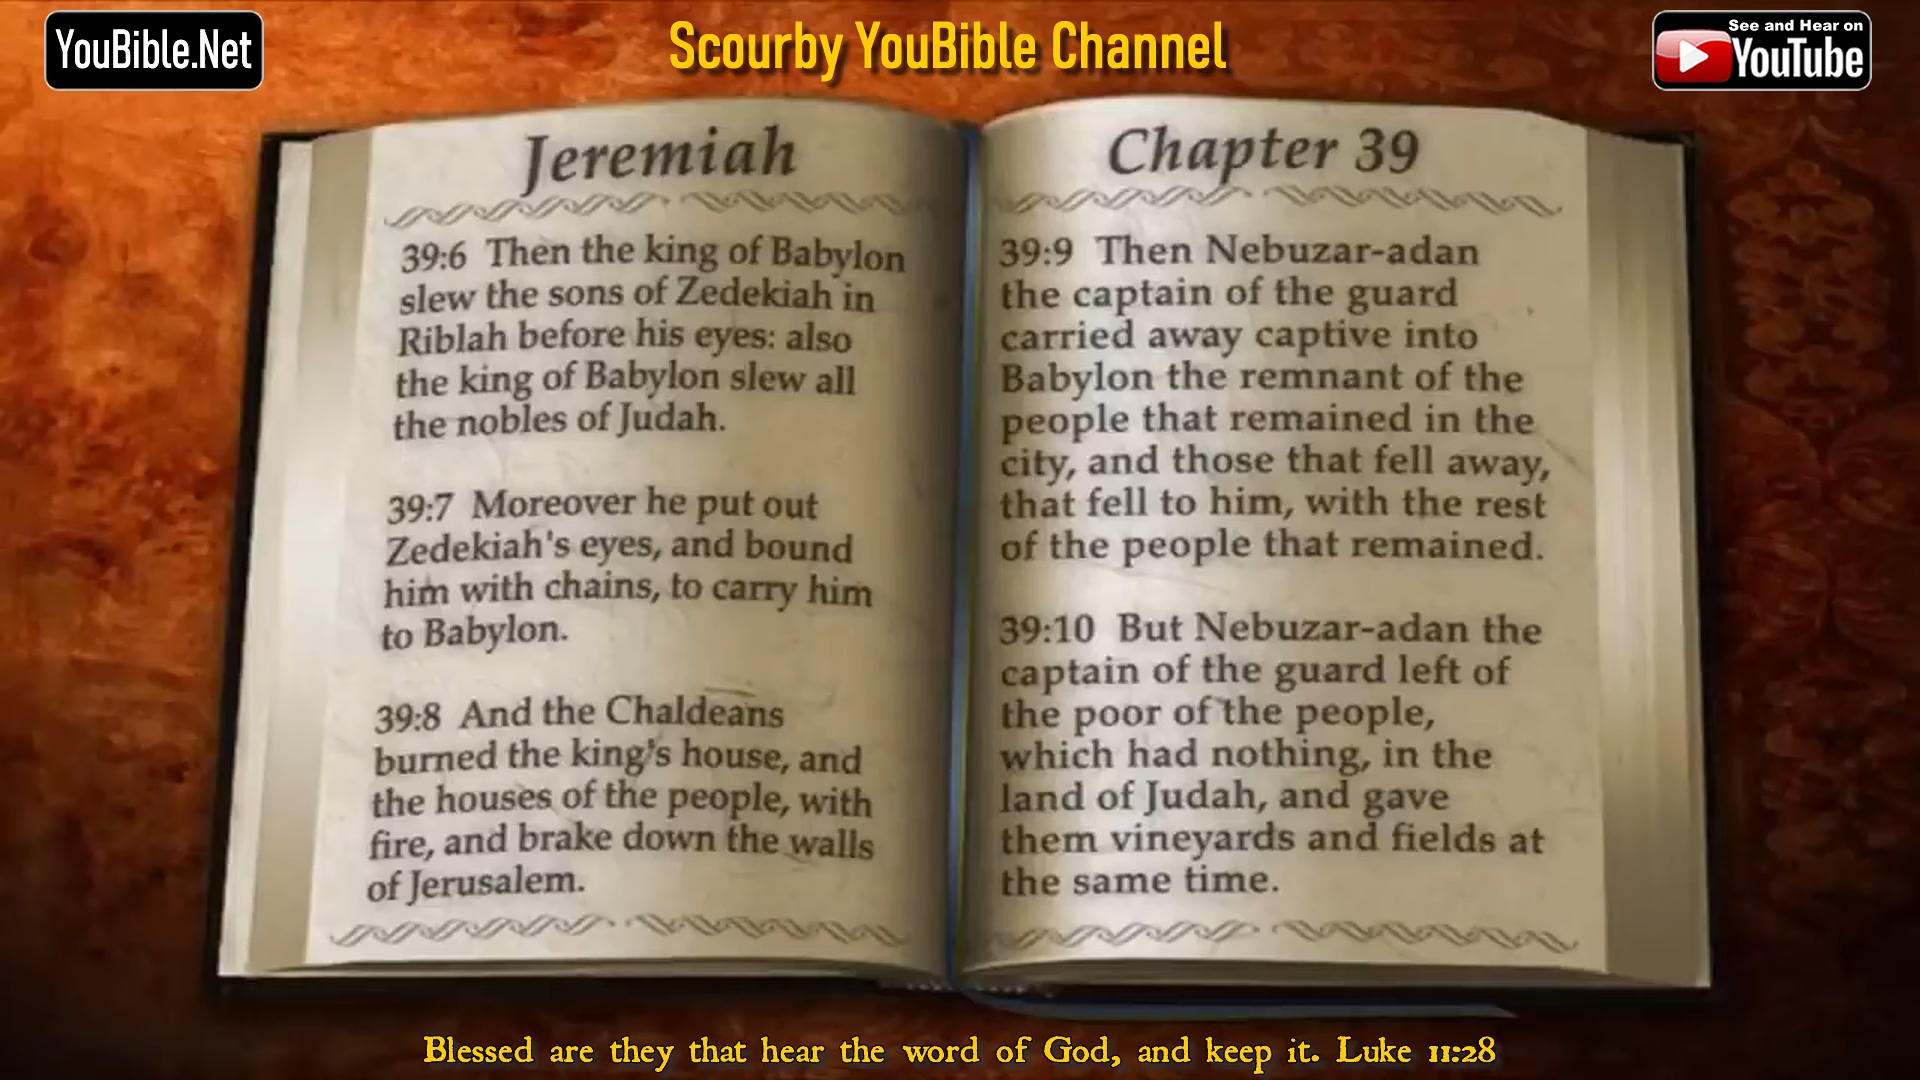 YouBible.Net
Scourby YouBible Channel
See and Hear on
YouTube
Jeremiah
39:6 Then the king of Babylon
slew the sons of Zedekiah in
Riblah before his eyes: also
the king of Babylon slew all
the nobles of Judah.
39:7 Moreover he put out
Zedekiah's eyes, and bound
him with chains, to carry him
to Babylon.
39:8 And the Chaldeans
burned the king's house, and
the houses of the people, with
fire, and brake down the walls
of Jerusalem.
Chapter 39
39:9 Then Nebuzar-adan
the captain of the guard
carried away captive into
Babylon the remnant of the
people that remained in the
city, and those that fell away,
that fell to him, with the rest
of the people that remained.
39:10 But Nebuzar-adan the
captain of the guard left of
the poor of the people,
which had nothing, in the
land of Judah, and gave
them vineyards and fields at
the same time.
Blessed are they that hear the word of God, and keep it. Luke 11:28